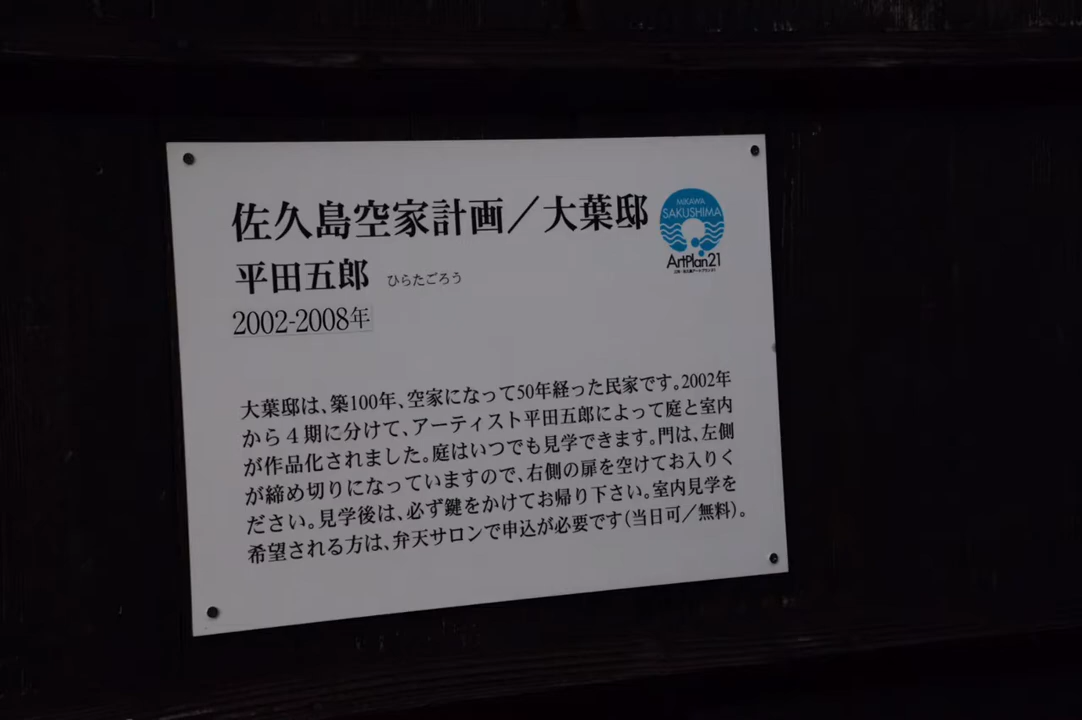 佐久島空家計画／大葉邸
MIKAWA
SAKUSHIMA
ArtPlan21
平田五郎 ひらたごろう
2002-2008年
大葉邸は、築100年、空家になって50年経った民家です。2002年
から４期に分けて、アーティスト平田五郎によって庭と室内
が作品化されました。庭はいつでも見学できます。門は、左側
が締め切りになっていますので、右側の扉を空けてお入りく
ださい。見学後は、必ず鍵をかけてお帰り下さい。室内見学を
希望される方は、弁天サロンで申込が必要です（当日可／無料）。